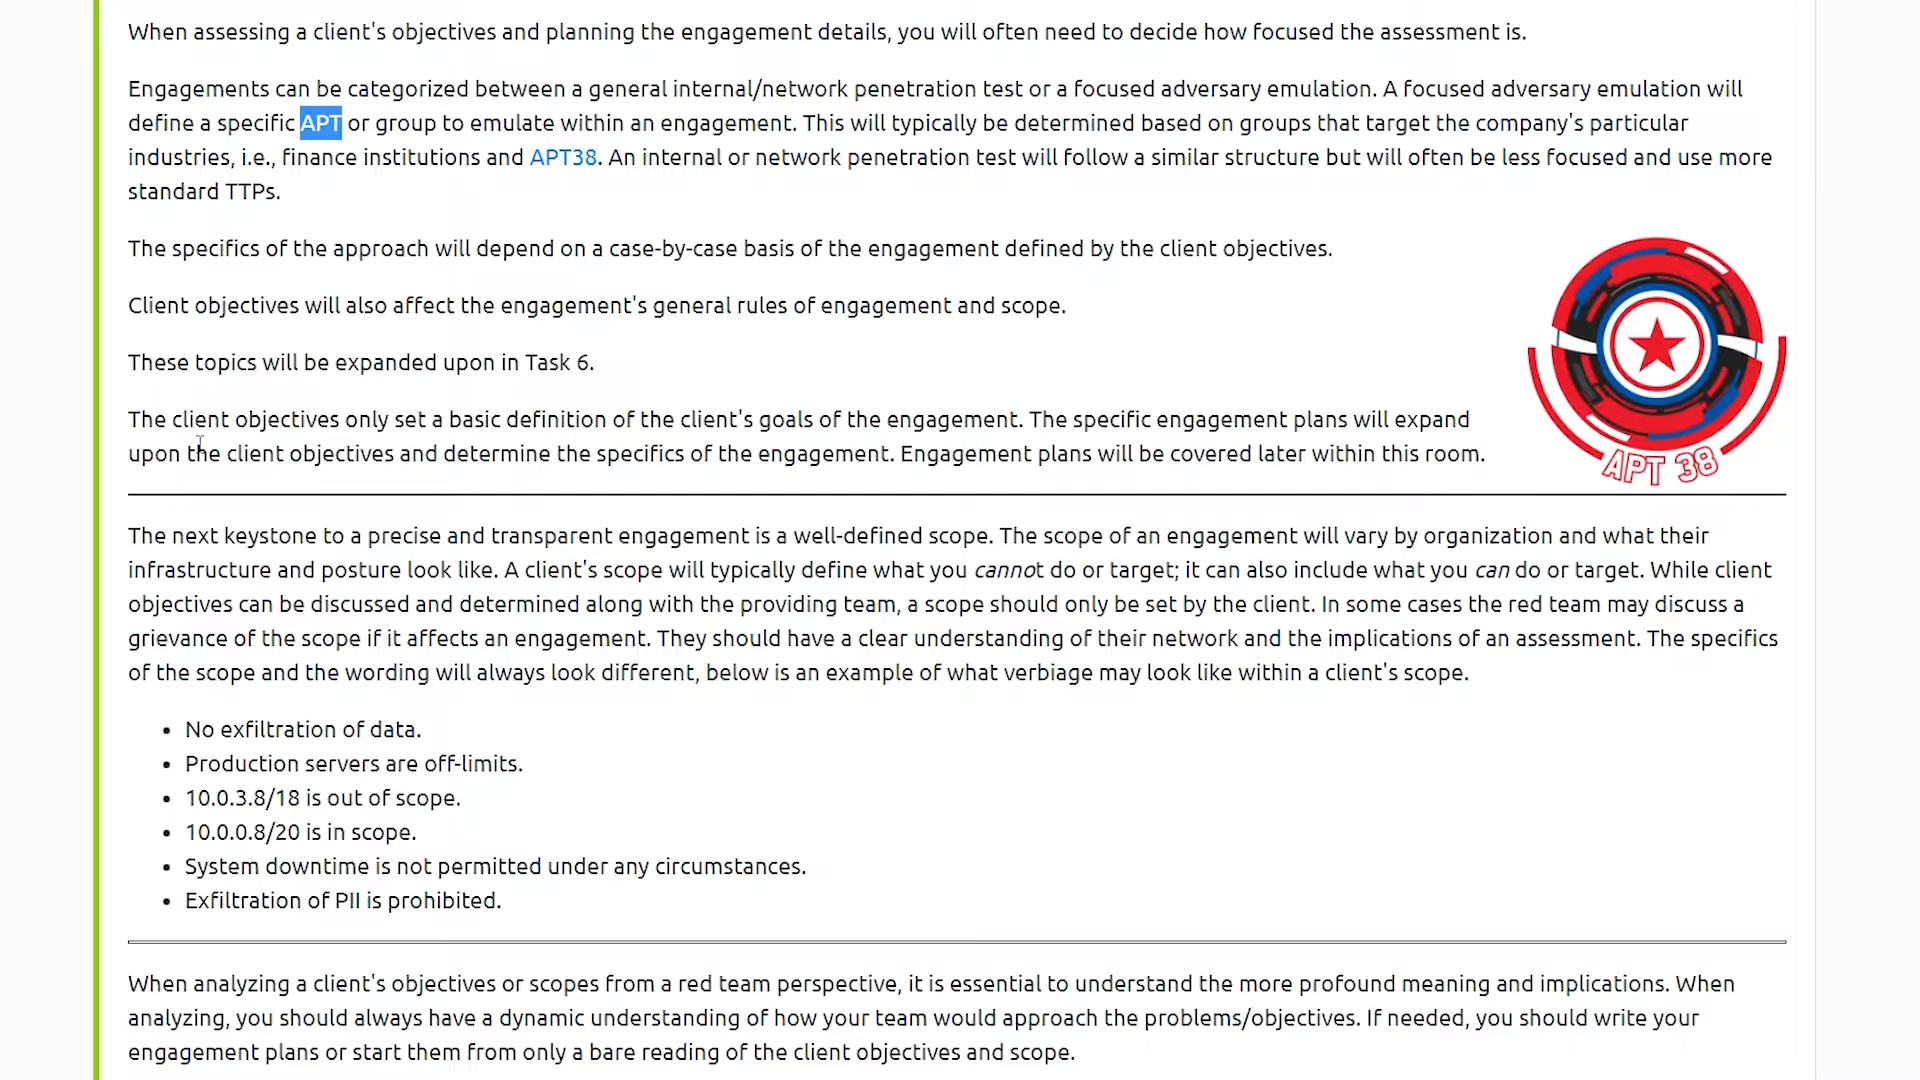 When assessing a client's objectives and planning the engagement details, you will often need to decide how focused the assessment is.
Engagements can be categorized between a general internal/network penetration test or a focused adversary emulation. A focused adversary emulation will
define a specific APT or group to emulate within an engagement. This will typically be determined based on groups that target the company's particular
industries, i.e., finance institutions and APT38. An internal or network penetration test will follow a similar structure but will often be less focused and use more
standard TTPs.
The specifics of the approach will depend on a case-by-case basis of the engagement defined by the client objectives.
Client objectives will also affect the engagement's general rules of engagement and scope.
These topics will be expanded upon in Task 6.
The client objectives only set a basic definition of the client's goals of the engagement. The specific engagement plans will expand
upon the client objectives and determine the specifics of the engagement. Engagement plans will be covered later within this room.
APT 38
The next keystone to a precise and transparent engagement is a well-defined scope. The scope of an engagement will vary by organization and what their
infrastructure and posture look like. A client's scope will typically define what you cannot do or target; it can also include what you can do or target. While client
objectives can be discussed and determined along with the providing team, a scope should only be set by the client. In some cases the red team may discuss a
grievance of the scope if it affects an engagement. They should have a clear understanding of their network and the implications of an assessment. The specifics
of the scope and the wording will always look different, below is an example of what verbiage may look like within a client's scope.
• No exfiltration of data.
• Production servers are off-limits.
• 10.0.3.8/18 is out of scope.
• 10.0.0.8/20 is in scope.
• System downtime is not permitted under any circumstances.
• Exfiltration of PII is prohibited.
When analyzing a client's objectives or scopes from a red team perspective, it is essential to understand the more profound meaning and implications. When
analyzing, you should always have a dynamic understanding of how your team would approach the problems/objectives. If needed, you should write your
engagement plans or start them from only a bare reading of the client objectives and scope.